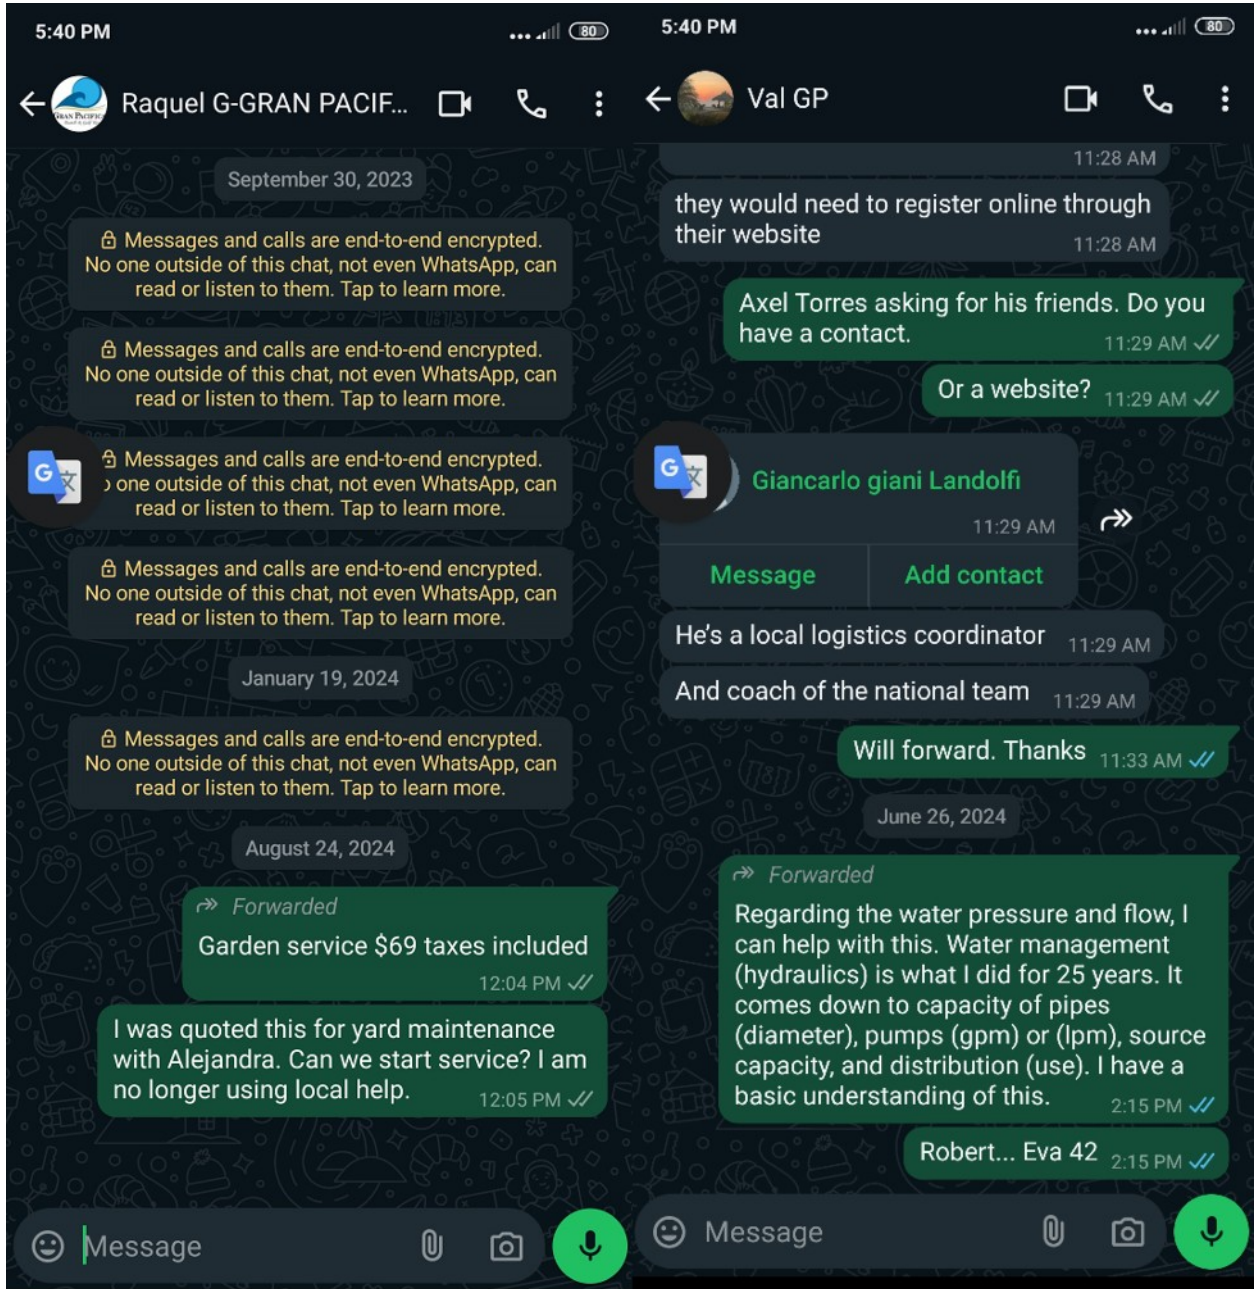 5:40 PM
80
Raquel G-GRAN PACIF...
GRAN PACIFICA
September 30, 2023
Messages and calls are end-to-end encrypted.
No one outside of this chat, not even WhatsApp, can
read or listen to them. Tap to learn more.
Messages and calls are end-to-end encrypted.
No one outside of this chat, not even WhatsApp, can
read or listen to them. Tap to learn more.
G
Messages and calls are end-to-end encrypted.
one outside of this chat, not even WhatsApp, can
read or listen to them. Tap to learn more.
Messages and calls are end-to-end encrypted.
No one outside of this chat, not even WhatsApp, can
read or listen to them. Tap to learn more.
January 19, 2024
Messages and calls are end-to-end encrypted.
No one outside of this chat, not even WhatsApp, can
read or listen to them. Tap to learn more.
August 24, 2024
Forwarded
Garden service $69 taxes included
12:04 PM
I was quoted this for yard maintenance
with Alejandra. Can we start service? I am
no longer using local help.
12:05 PM
Message
5:40 PM
80
Val GP
11:28 AM
they would need to register online through
their website
11:28 AM
Axel Torres asking for his friends. Do you
have a contact.
11:29 AM
Or a website? 11:29 AM
G
Giancarlo giani Landolfi
11:29 AM
Message
Add contact
He's a local logistics coordinator 11:29 AM
And coach of the national team 11:29 AM
Will forward. Thanks 11:33 AM
June 26, 2024
Forwarded
Regarding the water pressure and flow, I
can help with this. Water management
(hydraulics) is what I did for 25 years. It
comes down to capacity of pipes
(diameter), pumps (gpm) or (lpm), source
capacity, and distribution (use). I have a
basic understanding of this.
2:15 PM
Robert... Eva 42 2:15 PM
Message